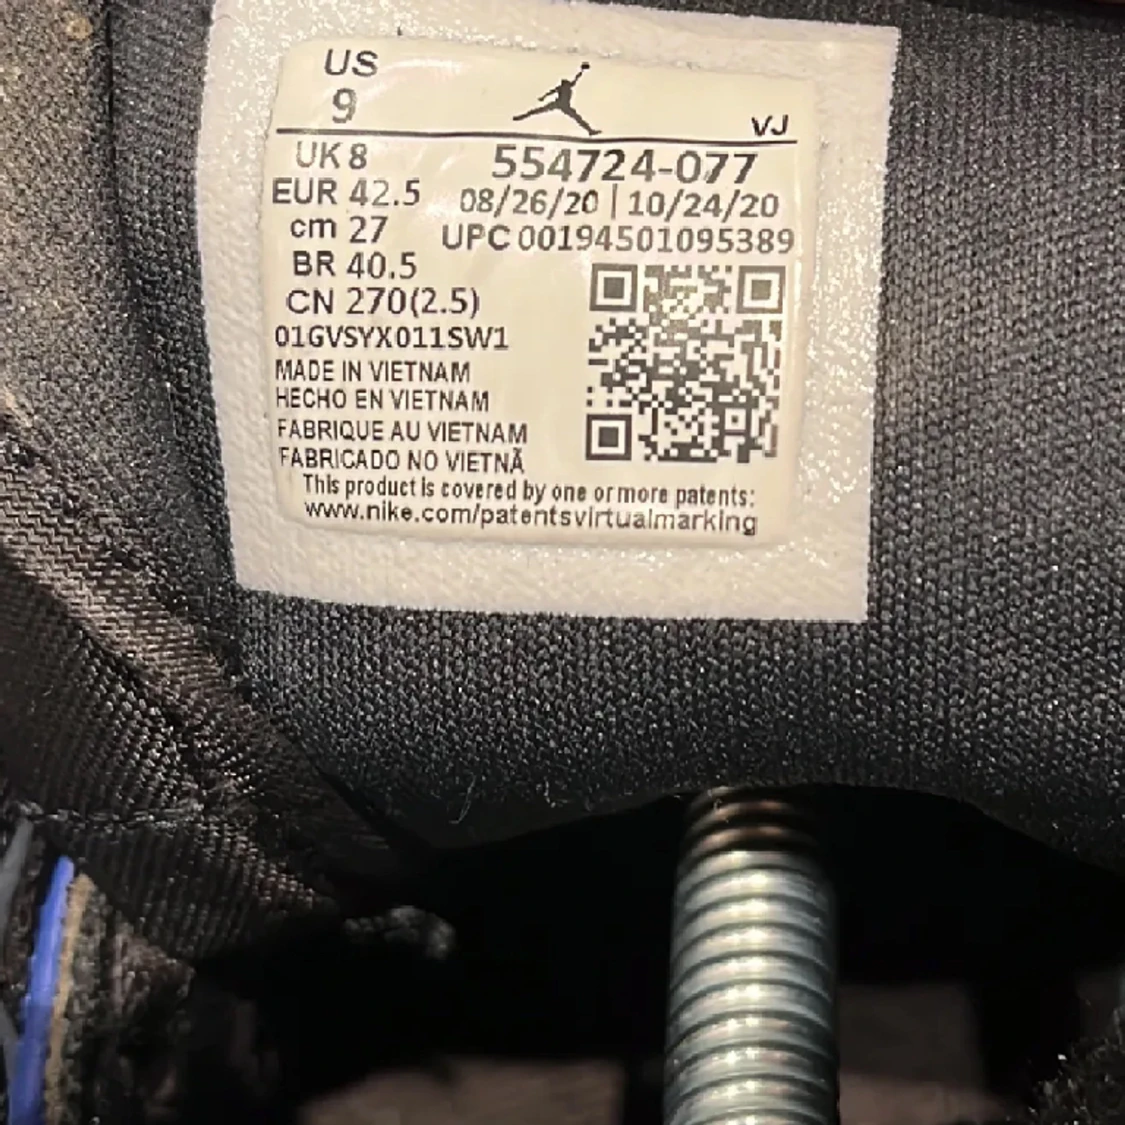 US
9
VJ
UK 8
554724-077
EUR 42.5
08/26/20 | 10/24/20
cm 27
UPC 00194501095389
BR 40.5
CN 270(2.5)
01GVSYX011SW1
MADE IN VIETNAM
HECHO EN VIETNAM
FABRIQUE AU VIETNAM
FABRICADO NO VIETNÃ
This product is covered by one or more patents:
www.nike.com/patentsvirtualmarking